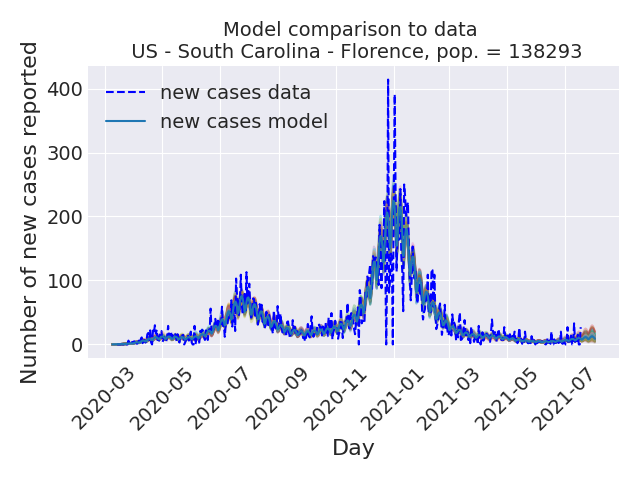 Model comparison to data
US - South Carolina - Florence, pop. = 138293
Number of new cases reported
400
300
200
100
0
new cases data
new cases model
2020-03
2020-05
2020-07
2020-09
2020-11
2021-01
2021-03
2021-05
2021-07
Day